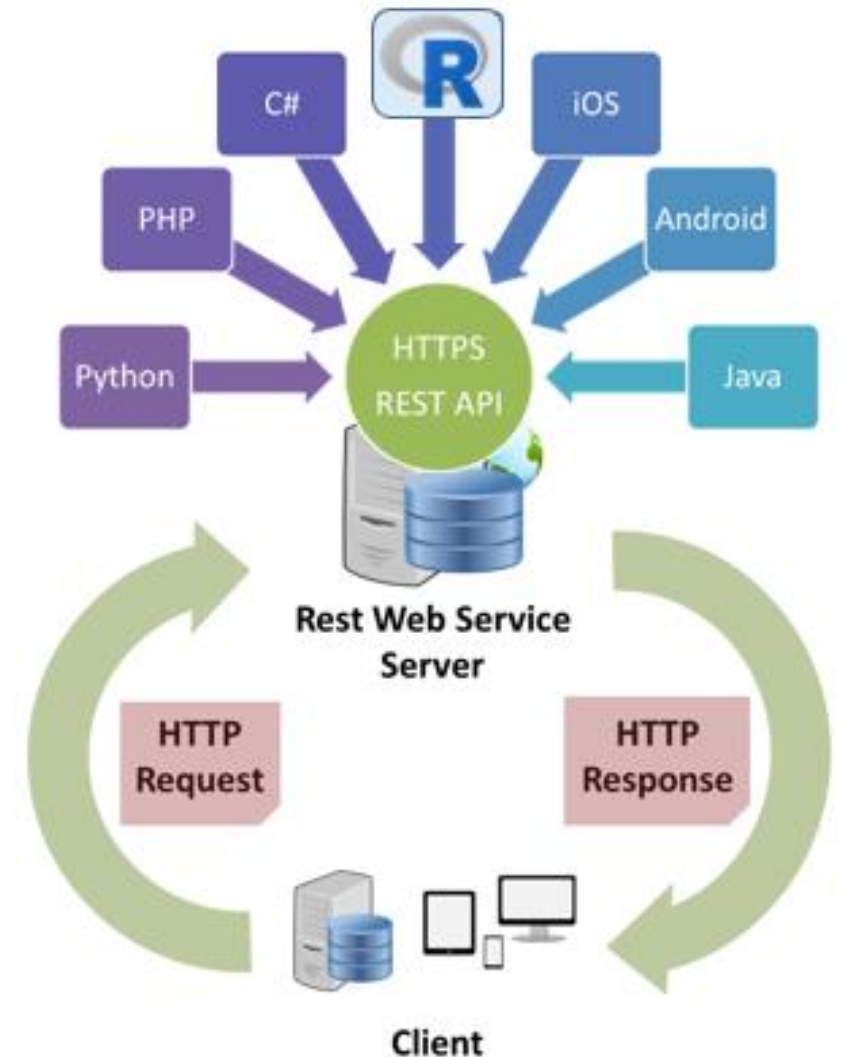 R
C#
iOS
PHP
Android
Python
HTTPS
REST API
Java
Rest Web Service
Server
HTTP
Request
HTTP
Response
Client